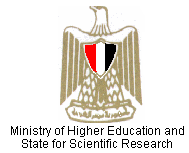 Ministry of Higher Education and
State for Scientific Research